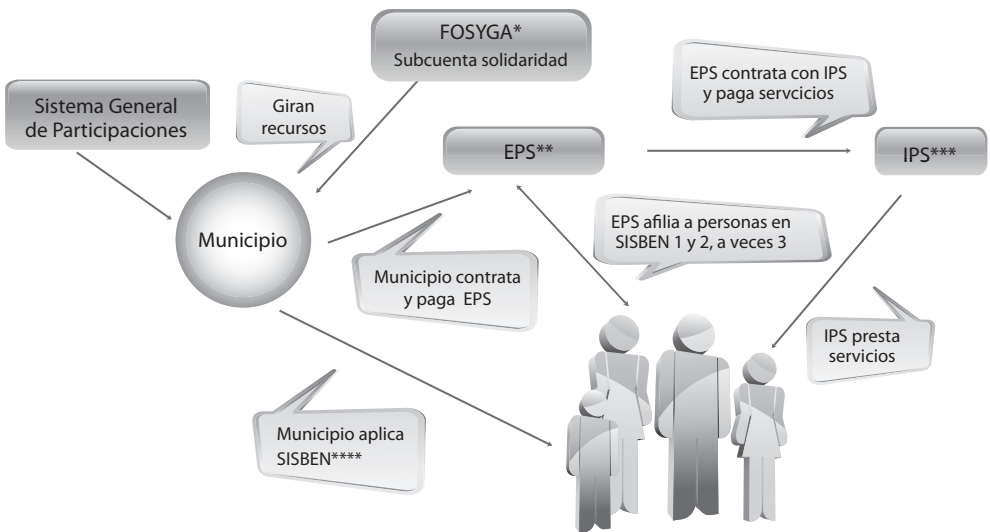 FOSYGA*
Subcuenta solidaridad
Sistema General
de Participaciones
Giran
recursos
EPS contrata con IPS
y paga servcicios
EPS**
IPS***
Municipio
EPS afilia a personas en
SISBEN 1 y 2, a veces 3
Municipio contrata
y paga EPS
IPS presta
servicios
Municipio aplica
SISBEN****